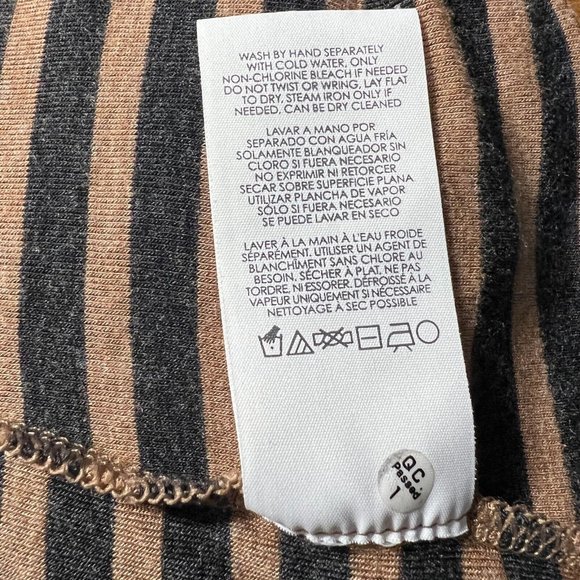 WASH BY HAND SEPARATELY
WITH COLD WATER, ONLY
NON-CHLORINE BLEACH IF NEEDED
DO NOT TWIST OR WRING, LAY FLAT
TO DRY. STEAM IRON ONLY IF
NEEDED. CAN BE DRY CLEANED
LAVAR A MANO POR
SEPARADO CON AGUA FRÍA
SOLAMENTE BLANQUEADOR SIN
CLORO SI FUERA NECESARIO
NO EXPRIMIR NI RETORCER
SECAR SOBRE SUPERFICIE PLANA
UTILIZAR PLANCHA DE VAPOR
SÓLO SI FUERA NECESARIO
SE PUEDE LAVAR EN SECO
LAVER À LA MAIN À L'EAU FROIDE
SÉPARÉMENT. UTILISER UN AGENT DE
BLANCHÎMENT SANS CHLORE AU
BESOIN. SÉCHER À PLAT. NE PAS
TORDRE, NI ESSORER. DÉFROISSÉ À LA
VAPEUR UNIQUEMENT SI NÉCESSAIRE
NETTOYAGE À SEC POSSIBLE
QC.
Passed
1